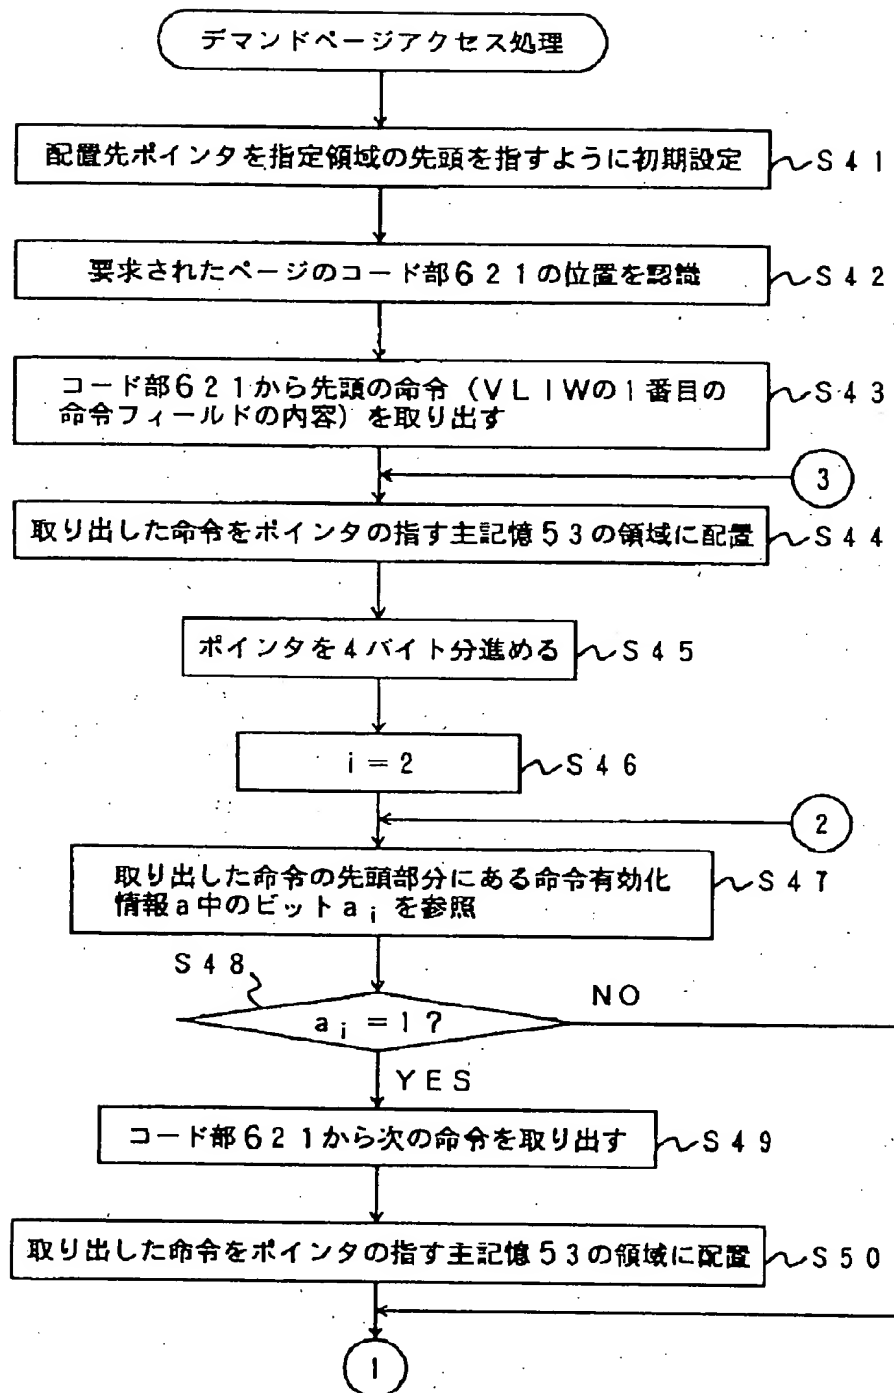 デマンドページアクセス処理
配置先ポインタを指定領域の先頭を指すように初期設定
S41
要求されたページのコード部621の位置を認識
S42
コード部621から先頭の命令(VLIWの1番目の
命令フィールドの内容)を取り出す
S43
3
取り出した命令をポインタの指す主記憶53の領域に配置
S44
ポインタを4バイト分進める
S45
i=2
S46
2
取り出した命令の先頭部分にある命令有効化
情報a中のビットaiを参照
S47
S48
ai=1?
NO
YES
コード部621から次の命令を取り出す
S49
取り出した命令をポインタの指す主記憶53の領域に配置
S50
1